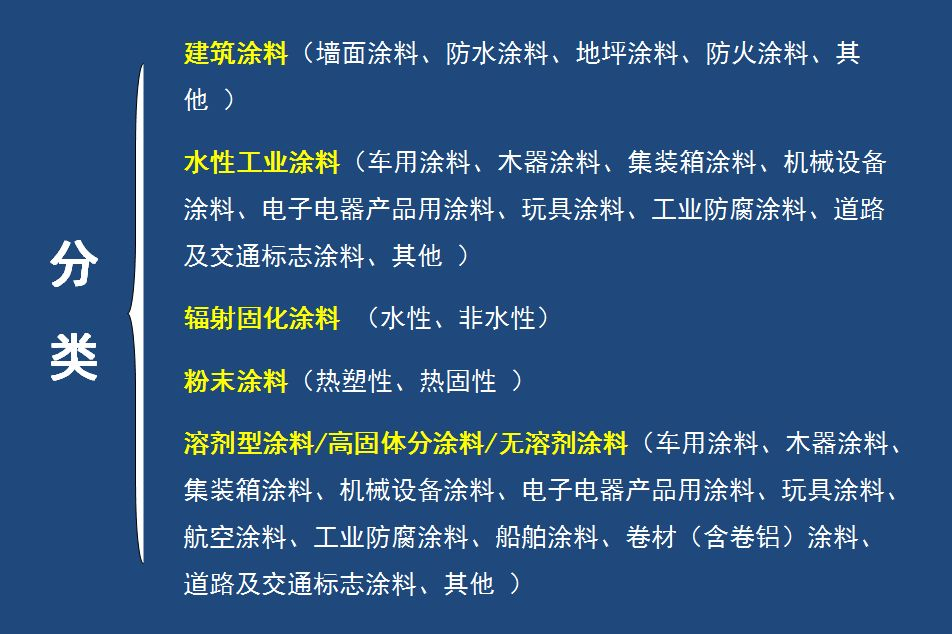 分
类
建筑涂料（墙面涂料、防水涂料、地坪涂料、防火涂料、其
他 ）
水性工业涂料（车用涂料、木器涂料、集装箱涂料、机械设备
涂料、电子电器产品用涂料、玩具涂料、工业防腐涂料、道路
及交通标志涂料、其他 ）
辐射固化涂料 （水性、非水性）
粉末涂料（热塑性、热固性 ）
溶剂型涂料/高固体分涂料/无溶剂涂料（车用涂料、木器涂料、
集装箱涂料、机械设备涂料、电子电器产品用涂料、玩具涂料、
航空涂料、工业防腐涂料、船舶涂料、卷材（含卷铝）涂料、
道路及交通标志涂料、其他 ）